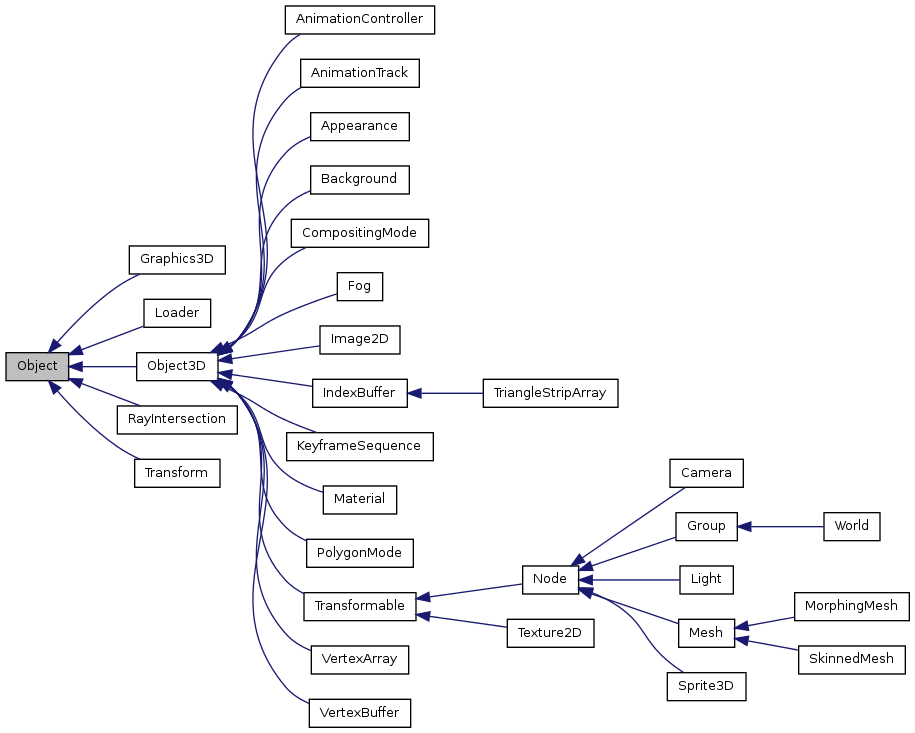 AnimationController
AnimationTrack
Appearance
Background
CompositingMode
Graphics3D
Fog
Loader
Image2D
Object
Object3D
IndexBuffer
TriangleStripArray
RayIntersection
KeyframeSequence
Transform
Camera
Material
Group
World
PolygonMode
Node
Light
Transformable
MorphingMesh
Texture2D
Mesh
VertexArray
SkinnedMesh
Sprite3D
VertexBuffer